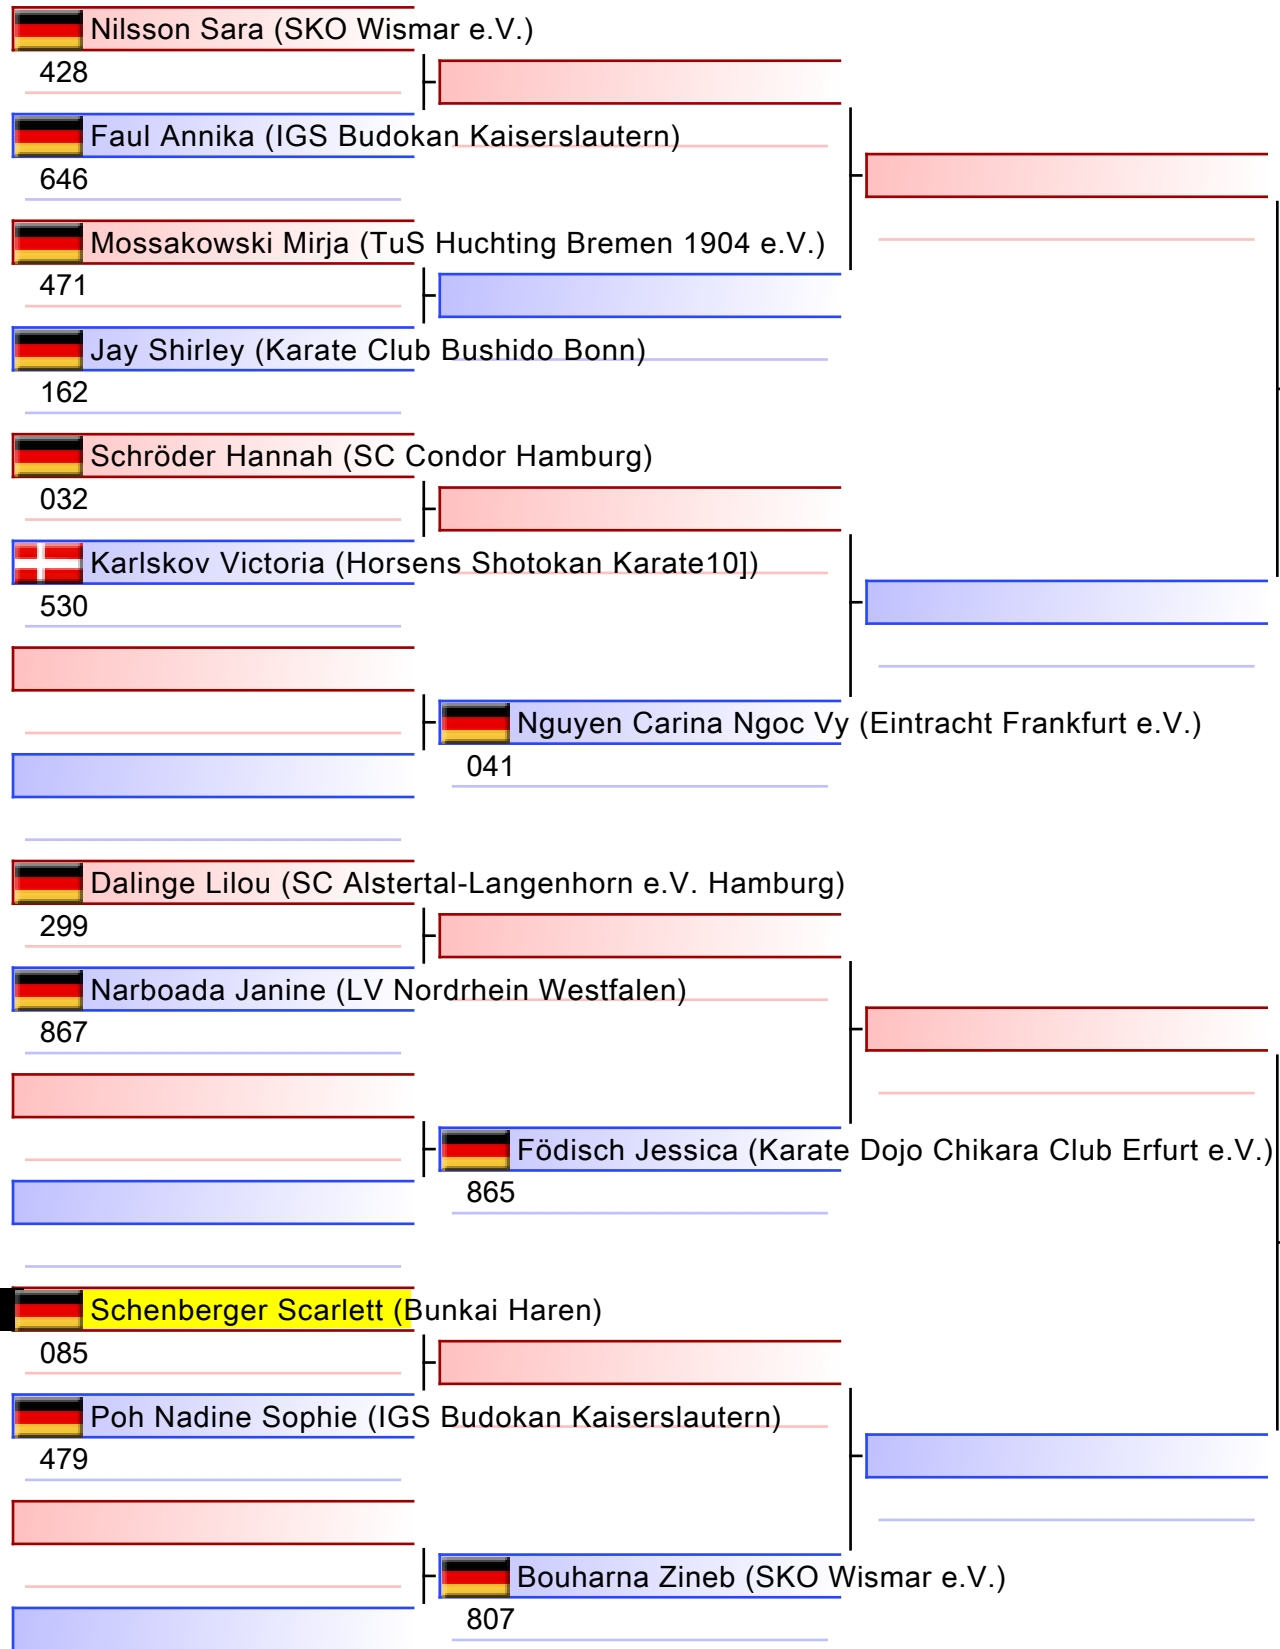 Nilsson Sara (SKO Wismar e.V.)
428
Faul Annika (IGS Budokan Kaiserslautern)
646
Mossakowski Mirja (TuS Huchting Bremen 1904 e.V.)
471
Jay Shirley (Karate Club Bushido Bonn)
162
Schröder Hannah (SC Condor Hamburg)
032
Karlskov Victoria (Horsens Shotokan Karate10])
530
Nguyen Carina Ngoc Vy (Eintracht Frankfurt e.V.)
041
Dalinge Lilou (SC Alstertal-Langenhorn e.V. Hamburg)
299
Narboada Janine (LV Nordrhein Westfalen)
867
Födisch Jessica (Karate Dojo Chikara Club Erfurt e.V.)
865
Schenberger Scarlett (Bunkai Haren)
085
Poh Nadine Sophie (IGS Budokan Kaiserslautern)
479
Bouharna Zineb (SKO Wismar e.V.)
807